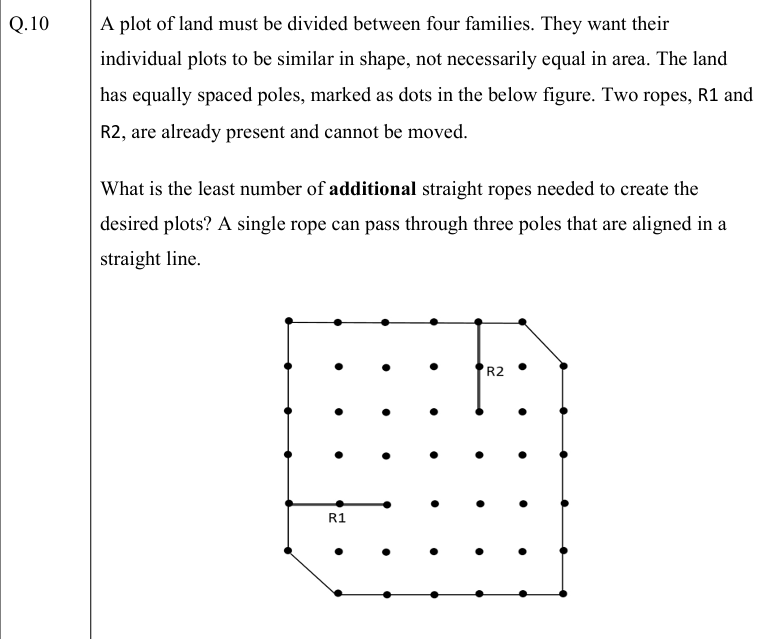 Q.10
A plot of land must be divided between four families. They want their
individual plots to be similar in shape, not necessarily equal in area. The land
has equally spaced poles, marked as dots in the below figure. Two ropes, R1 and
R2, are already present and cannot be moved.
What is the least number of additional straight ropes needed to create the
desired plots? A single rope can pass through three poles that are aligned in a
straight line.
R2
R1